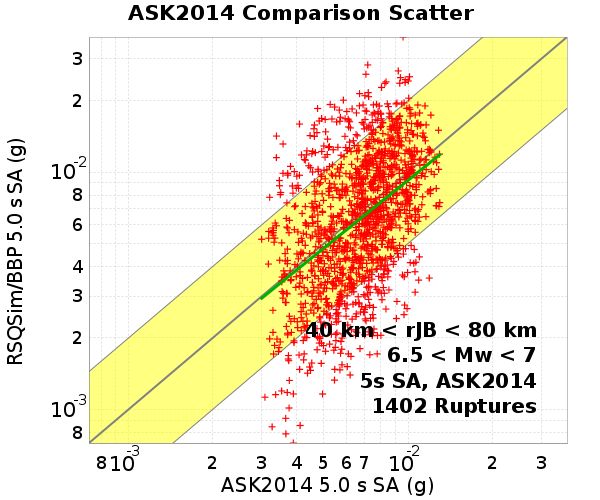 ASK2014 Comparison Scatter
RSQSim/BBP 5.0 s SA (g)
3
2
10⁻²
8
6
4
3
2
10⁻³
8
40 km < rJB < 80 km
6.5 < Mw < 7
5s SA, ASK2014
1402 Ruptures
8 10⁻³ 2 3 4 5 6 7 10⁻² 2 3
ASK2014 5.0 s SA (g)